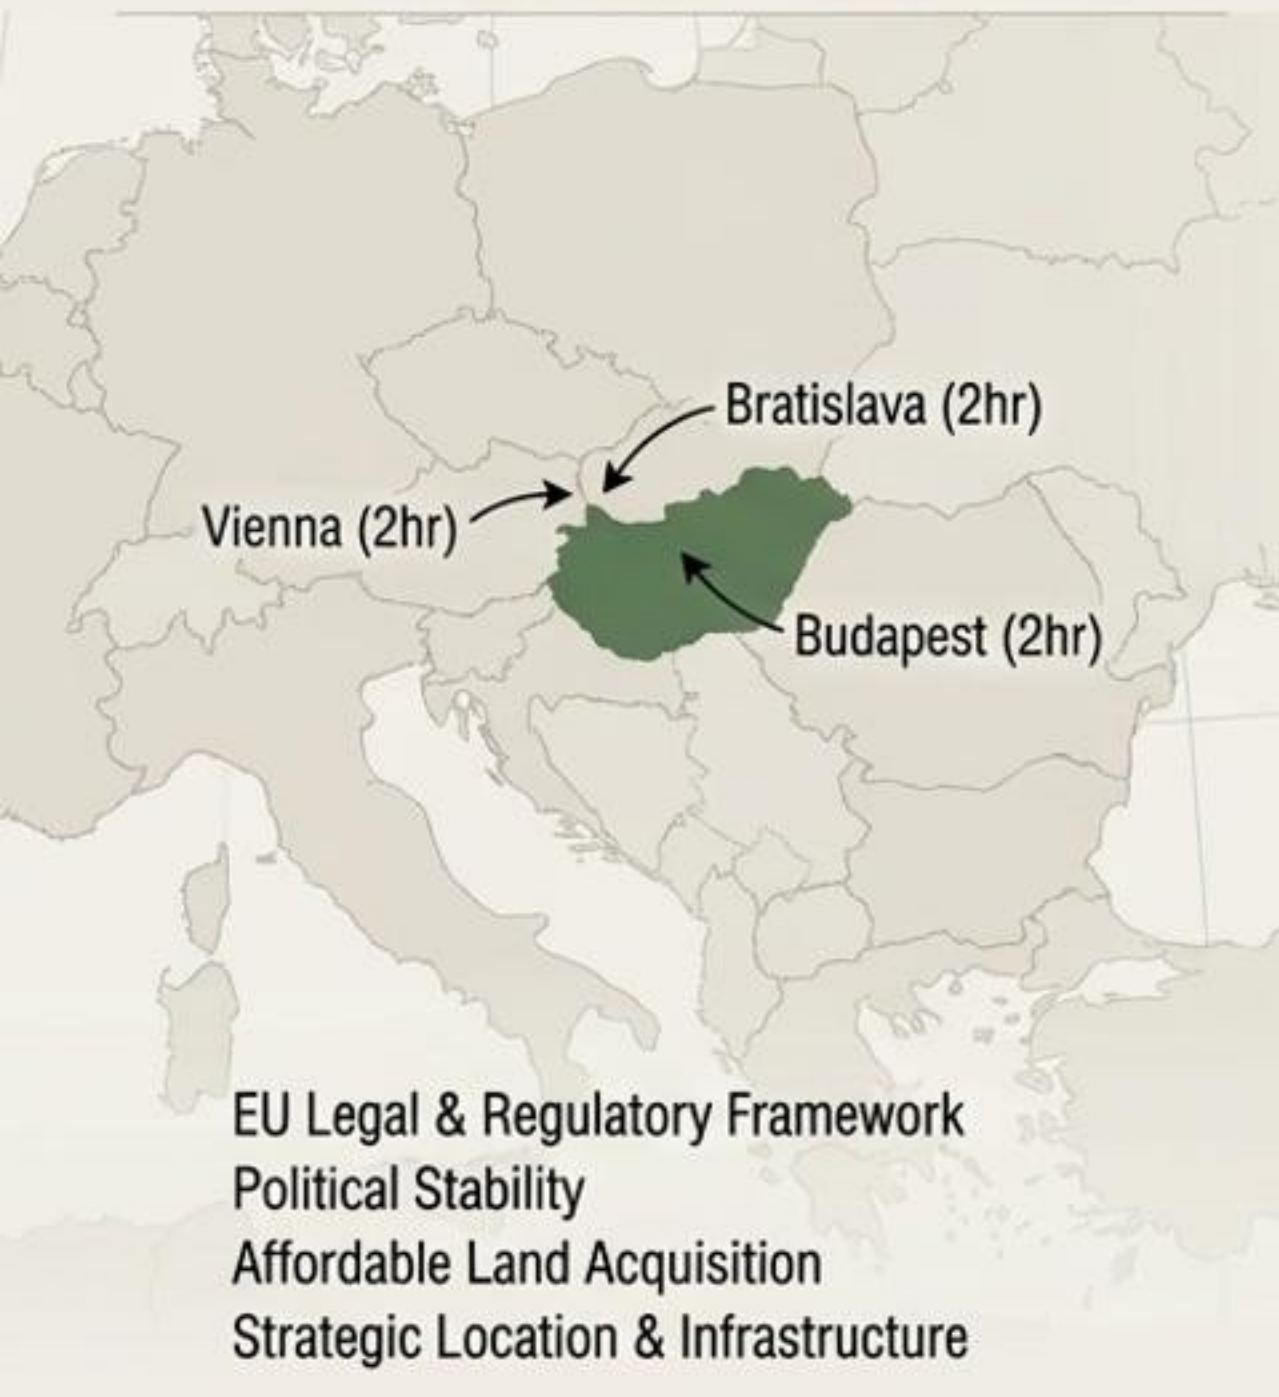 Bratislava (2hr)
Vienna (2hr)
Budapest (2hr)
EU Legal & Regulatory Framework
Political Stability
Affordable Land Acquisition
Strategic Location & Infrastructure